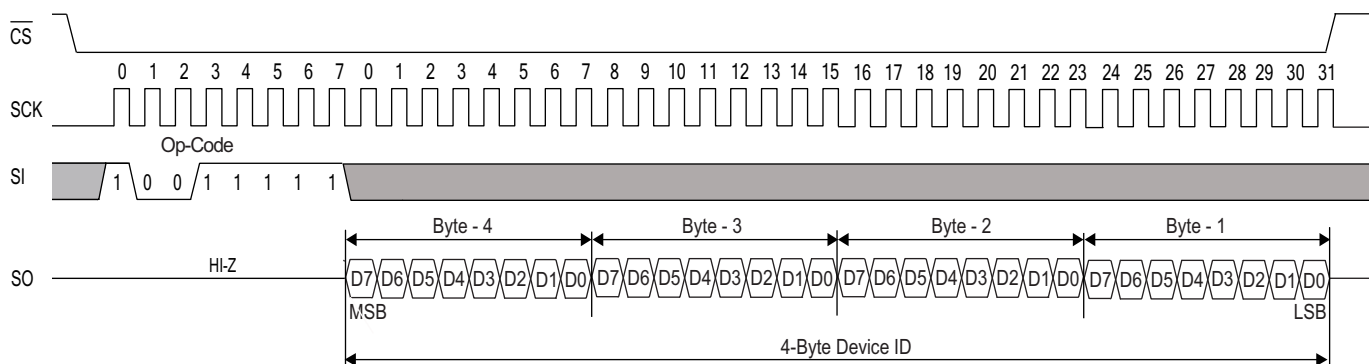 CS
0 1 2 3 4 5 6 7 0 1 2 3 4 5 6 7 8 9 10 11 12 13 14 15 16 17 18 19 20 21 22 23 24 25 26 27 28 29 30 31
SCK
Op-Code
SI 1 0 0 1 1 1 1 1
Byte - 4 Byte - 3 Byte - 2 Byte - 1
HI-Z
SO D7 D6 D5 D4 D3 D2 D1 D0 D7 D6 D5 D4 D3 D2 D1 D0 D7 D6 D5 D4 D3 D2 D1 D0 D7 D6 D5 D4 D3 D2 D1 D0
MSB LSB
4-Byte Device ID